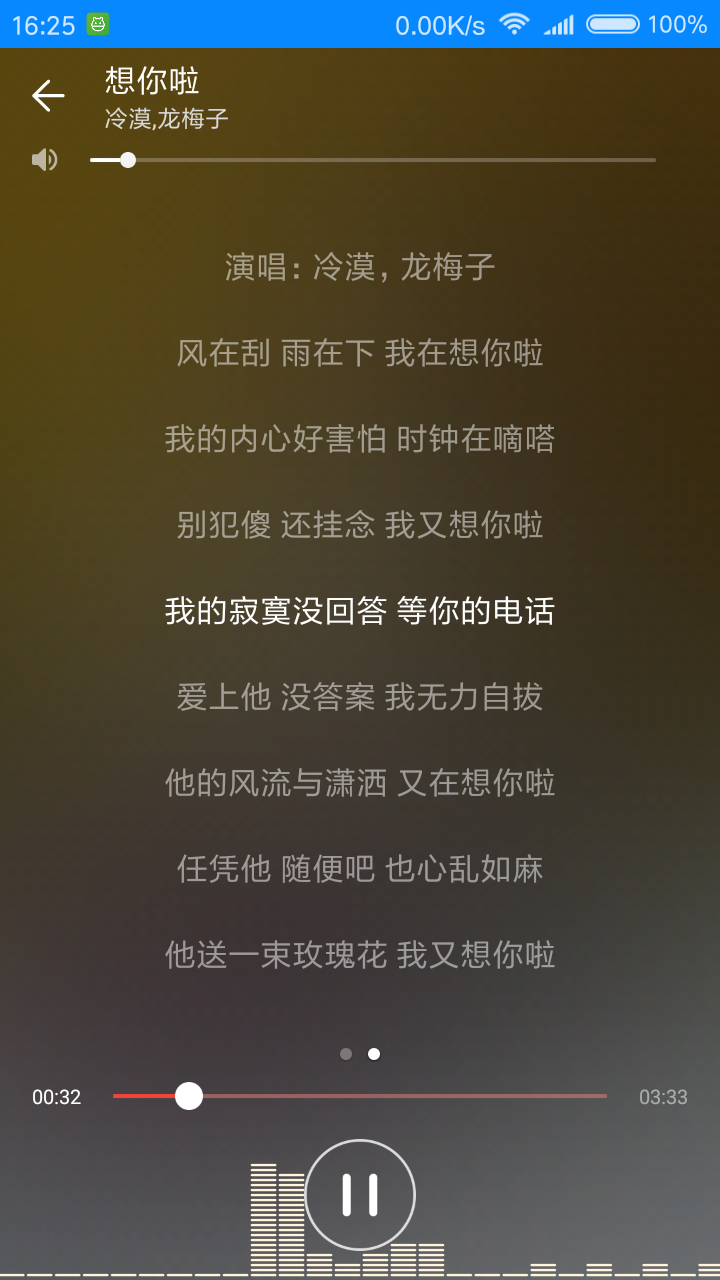 16:25 0.00K/s 100%
想你啦
冷漠,龙梅子
演唱：冷漠，龙梅子
风在刮 雨在下 我在想你啦
我的内心好害怕 时钟在嘀嗒
别犯傻 还挂念 我又想你啦
我的寂寞没回答 等你的电话
爱上他 没答案 我无力自拔
他的风流与潇洒 又在想你啦
任凭他 随便吧 也心乱如麻
他送一束玫瑰花 我又想你啦
00:32 03:33